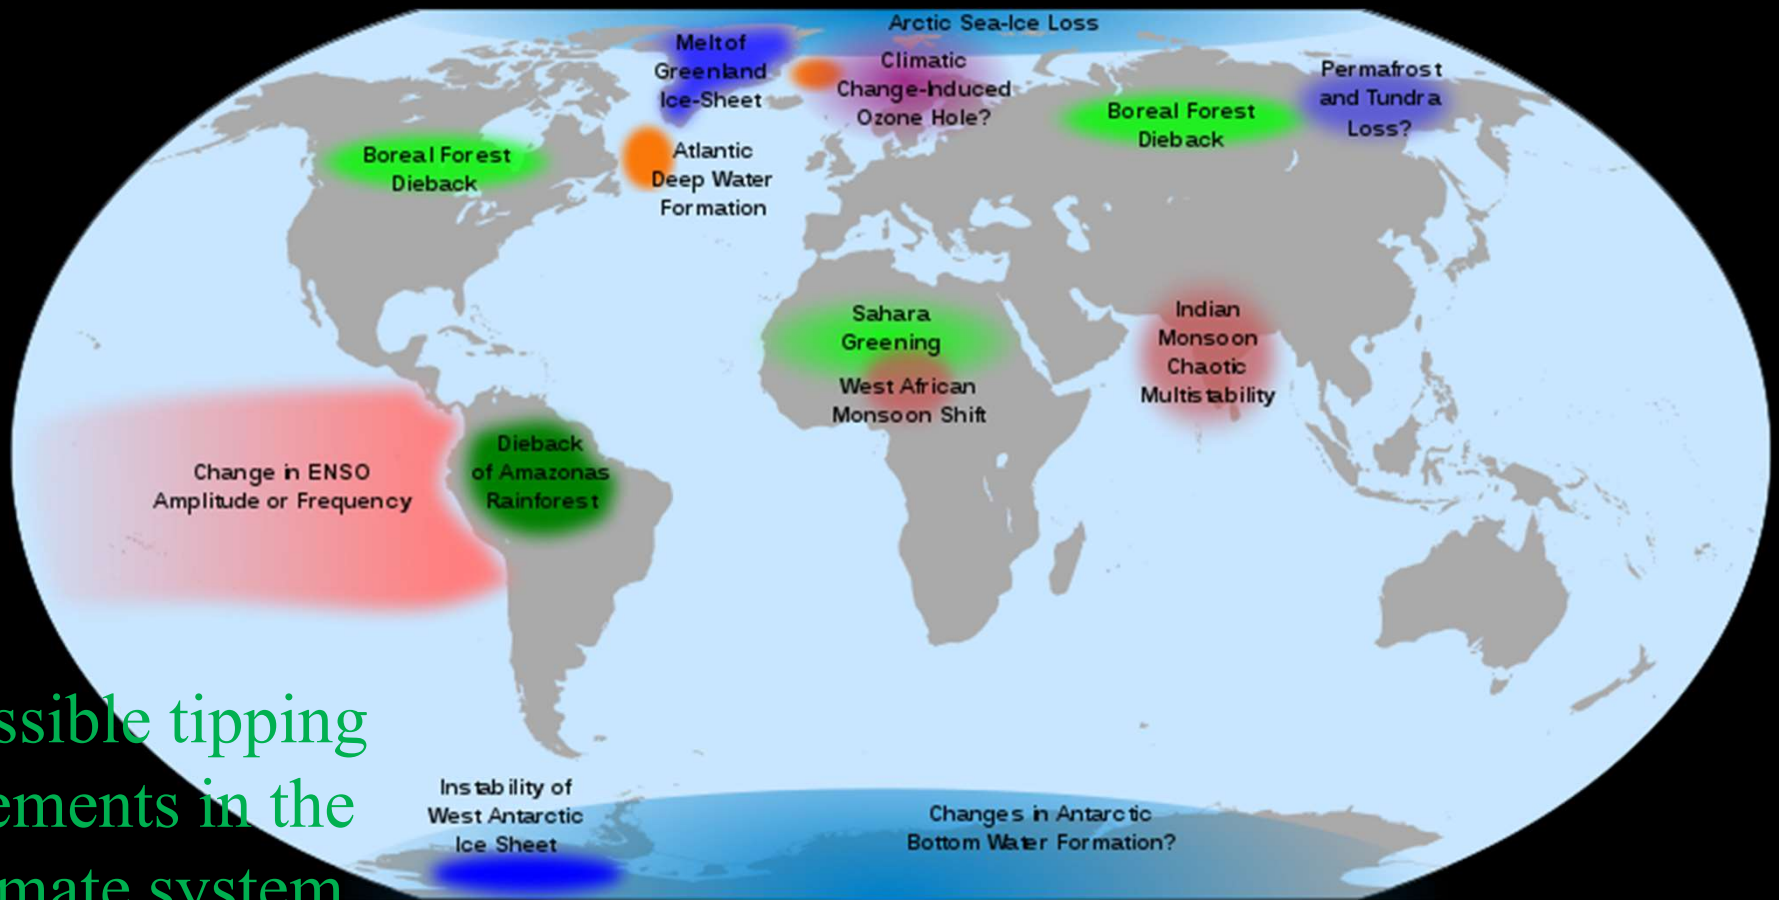 Arctic Sea-Ice Loss
Melt of
Greenland
Ice-Sheet
Climatic
Change-Induced
Ozone Hole?
Permafrost
and Tundra
Loss?
Boreal Forest
Dieback
Boreal Forest
Dieback
Atlantic
Deep Water
Formation
Sahara
Greening
West African
Monsoon Shift
Indian
Monsoon
Chaotic
Multistability
Change in ENSO
Amplitude or Frequency
Dieback
of Amazonas
Rainforest
ssible tipping
ements in the
mate system
Instability of
West Antarctic
Ice Sheet
Changes in Antarctic
Bottom Water Formation?